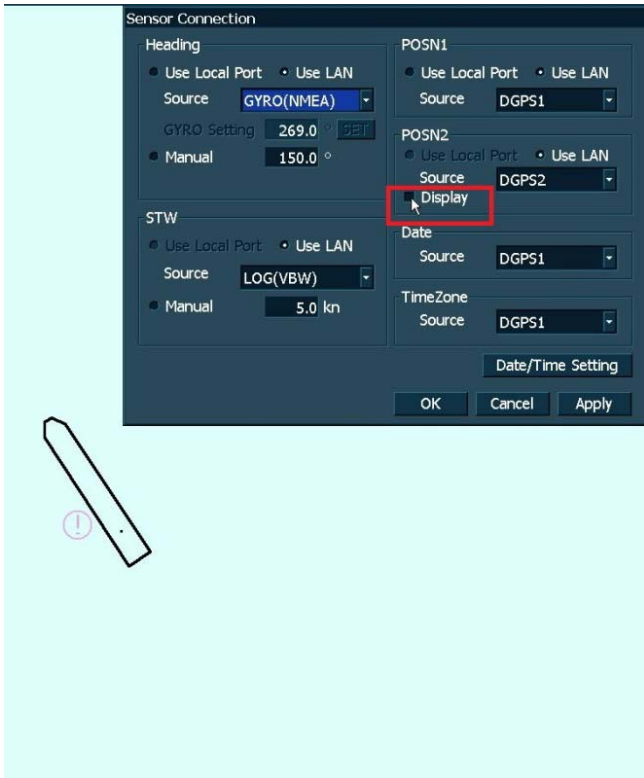 Sensor Connection
Heading
Use Local Port Use LAN
Source GYRO(NMEA)
GYRO Setting 269.0 ° SET
Manual 150.0 °
STW
Use Local Port Use LAN
Source LOG(VBW)
Manual 5.0 kn
POSN1
Use Local Port Use LAN
Source DGPS1
POSN2
Use Local Port Use LAN
Source DGPS2
Display
Date
Source DGPS1
TimeZone
Source DGPS1
Date/Time Setting
OK Cancel Apply
!